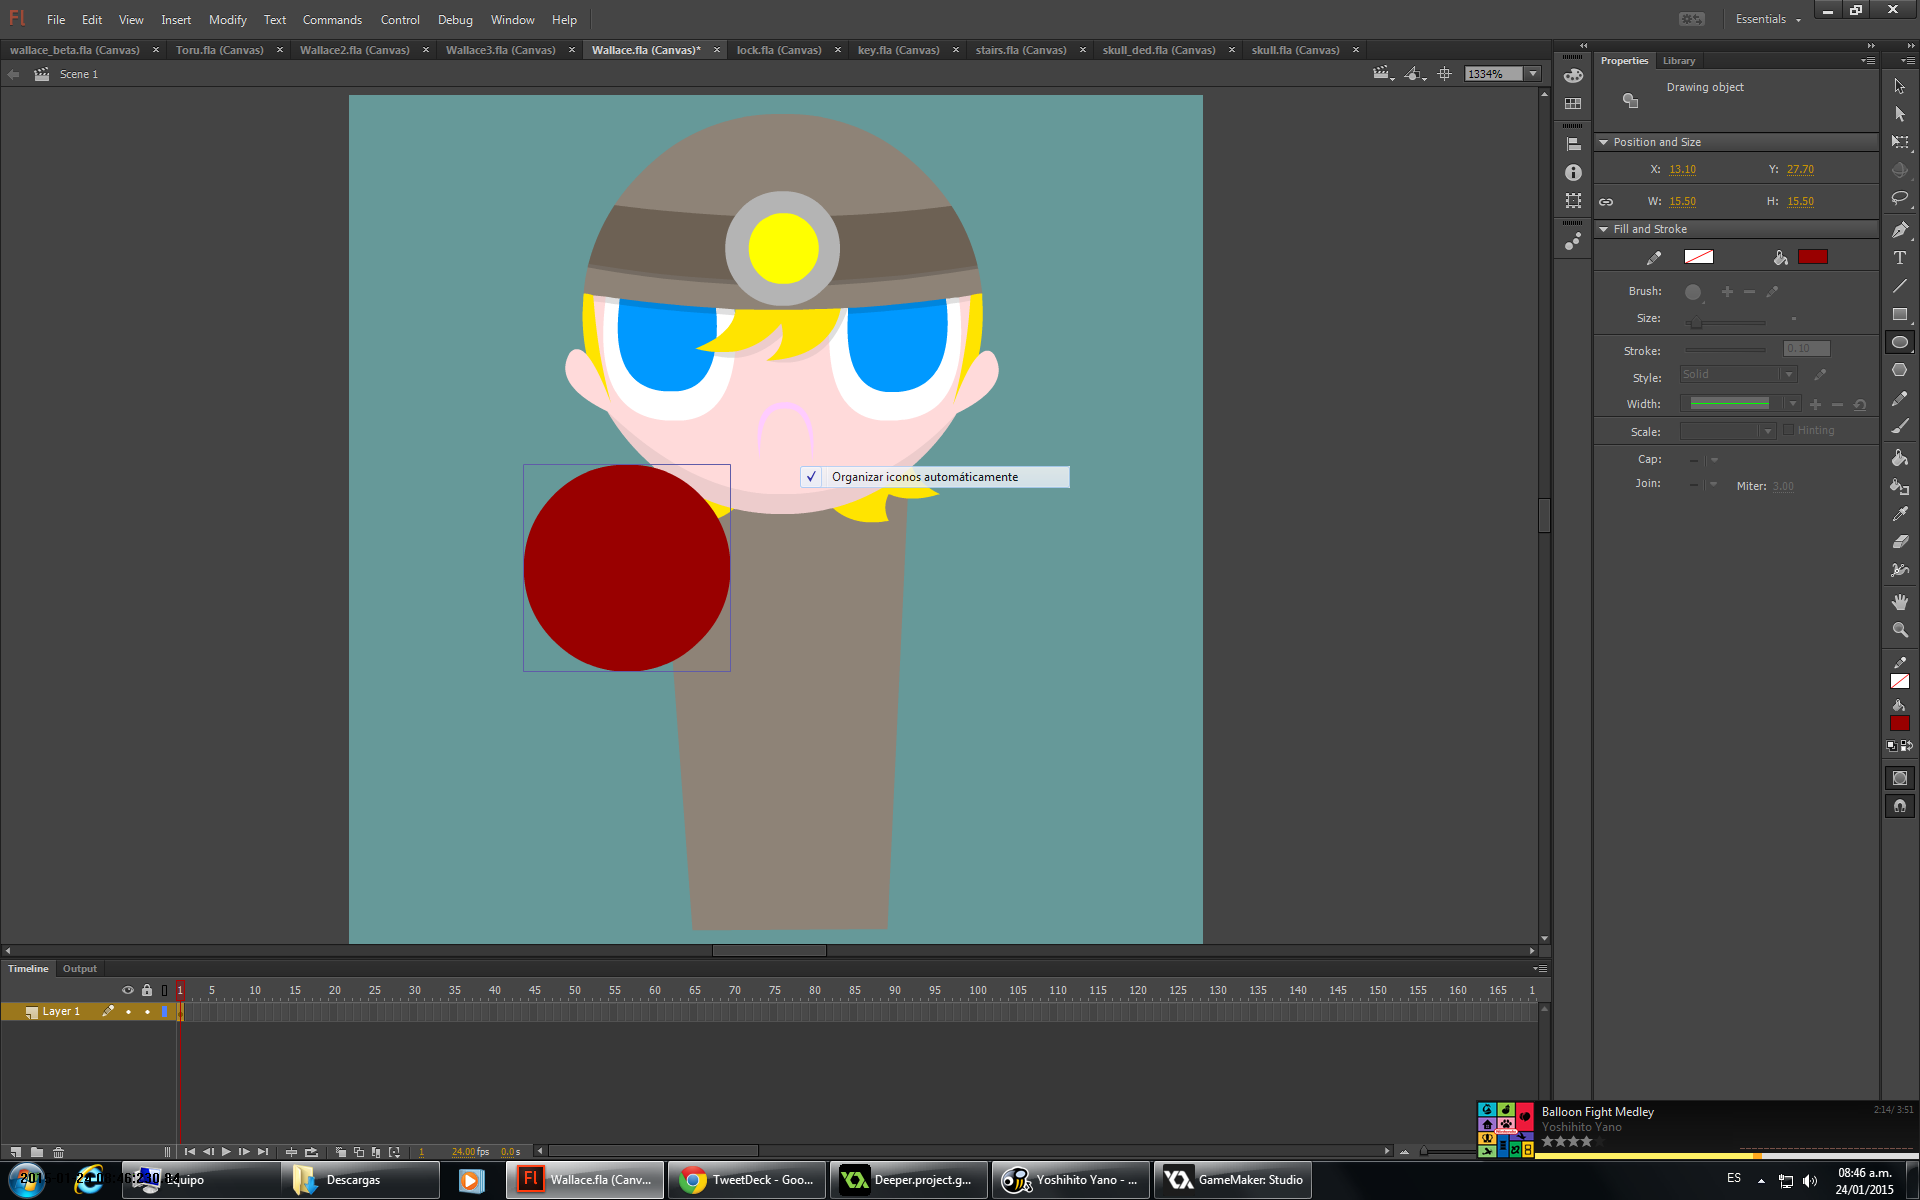 Fl File Edit View Insert Modify Text Commands Control Debug Window Help Essentials
wallace_beta.fla (Canvas) Toru.fla (Canvas) Wallace2.fla (Canvas) Wallace3.fla (Canvas) Wallace.fla (Canvas)* lock.fla (Canvas) key.fla (Canvas) stairs.fla (Canvas) skull_ded.fla (Canvas) skull.fla (Canvas)
Scene 1 1334%
Properties Library
Drawing object
Position and Size
X: 13.10 Y: 27.70
W: 15.50 H: 15.50
Fill and Stroke
Brush:
Size:
Stroke: 0.10
Style: Solid
Width:
Scale: Hinting
Cap:
Join: Miter: 3.00
Organizar iconos automáticamente
Timeline Output
1 5 10 15 20 25 30 35 40 45 50 55 60 65 70 75 80 85 90 95 100 105 110 115 120 125 130 135 140 145 150 155 160 165 1
Layer 1
1 24.00 fps 0.0 s
Balloon Fight Medley 2:14/ 3:51
Yoshihito Yano
Equipo Descargas Wallace.fla (Canv... TweetDeck - Goo... Deeper.project.g... Yoshihito Yano - ... GameMaker: Studio
ES 08:46 a.m.
24/01/2015